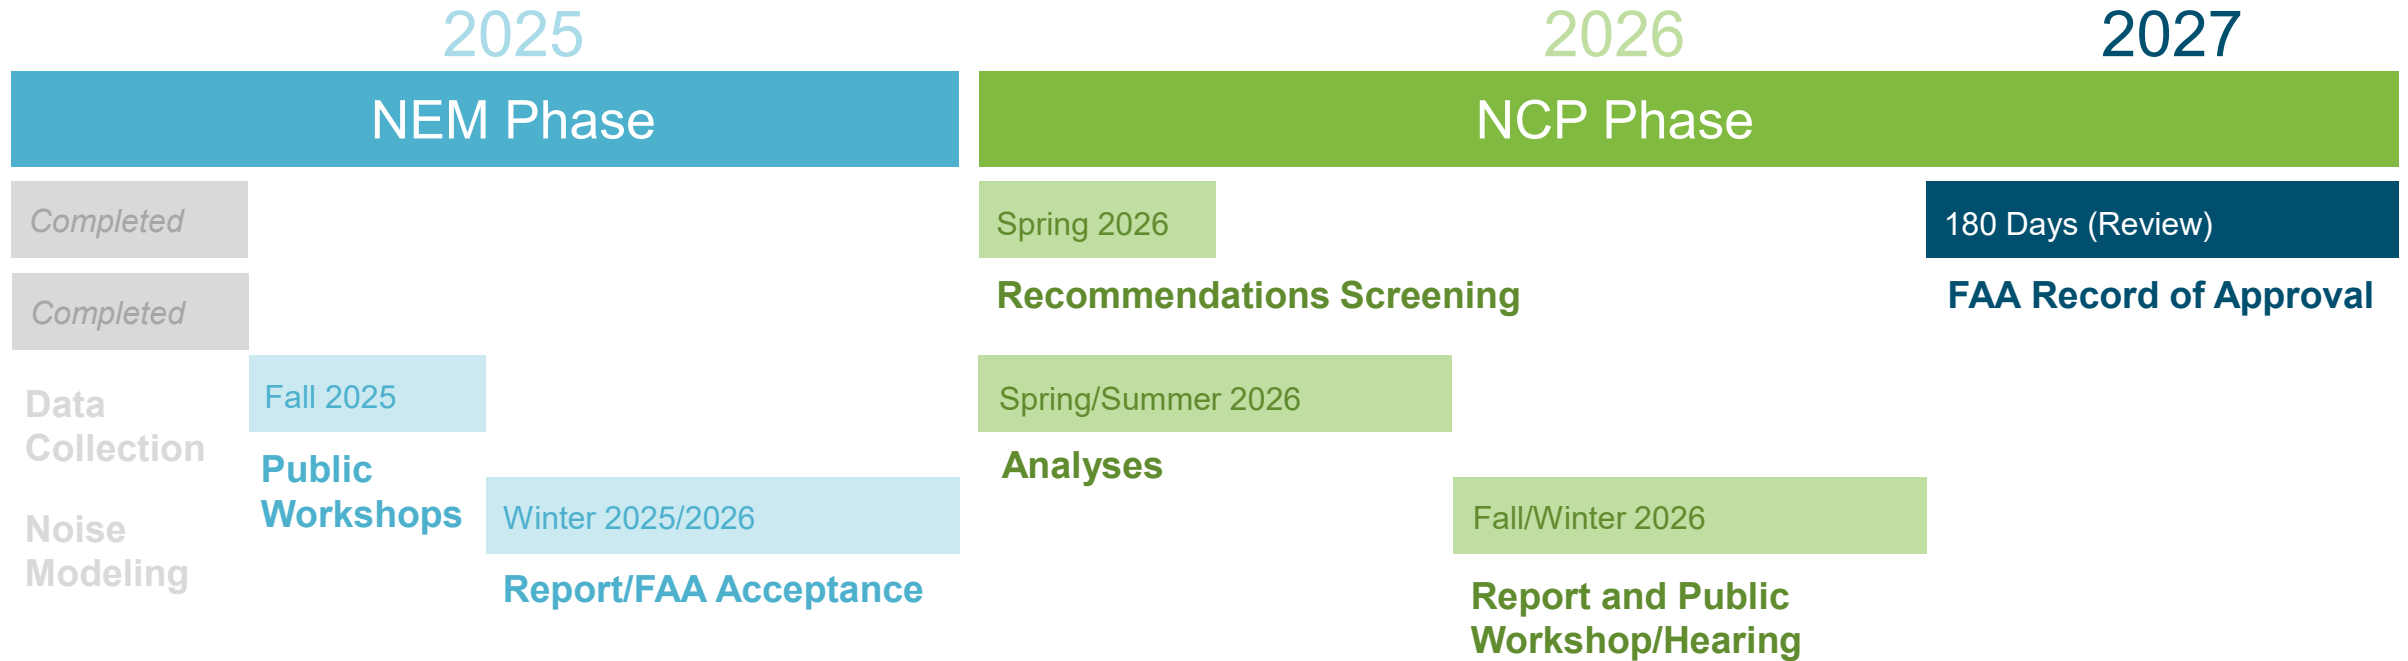 2025
2026
2027
NEM Phase
NCP Phase
Completed
Completed
Data
Collection
Noise
Modeling
Fall 2025
Public
Workshops
Winter 2025/2026
Report/FAA Acceptance
Spring 2026
Recommendations Screening
Spring/Summer 2026
Analyses
Fall/Winter 2026
Report and Public
Workshop/Hearing
180 Days (Review)
FAA Record of Approval